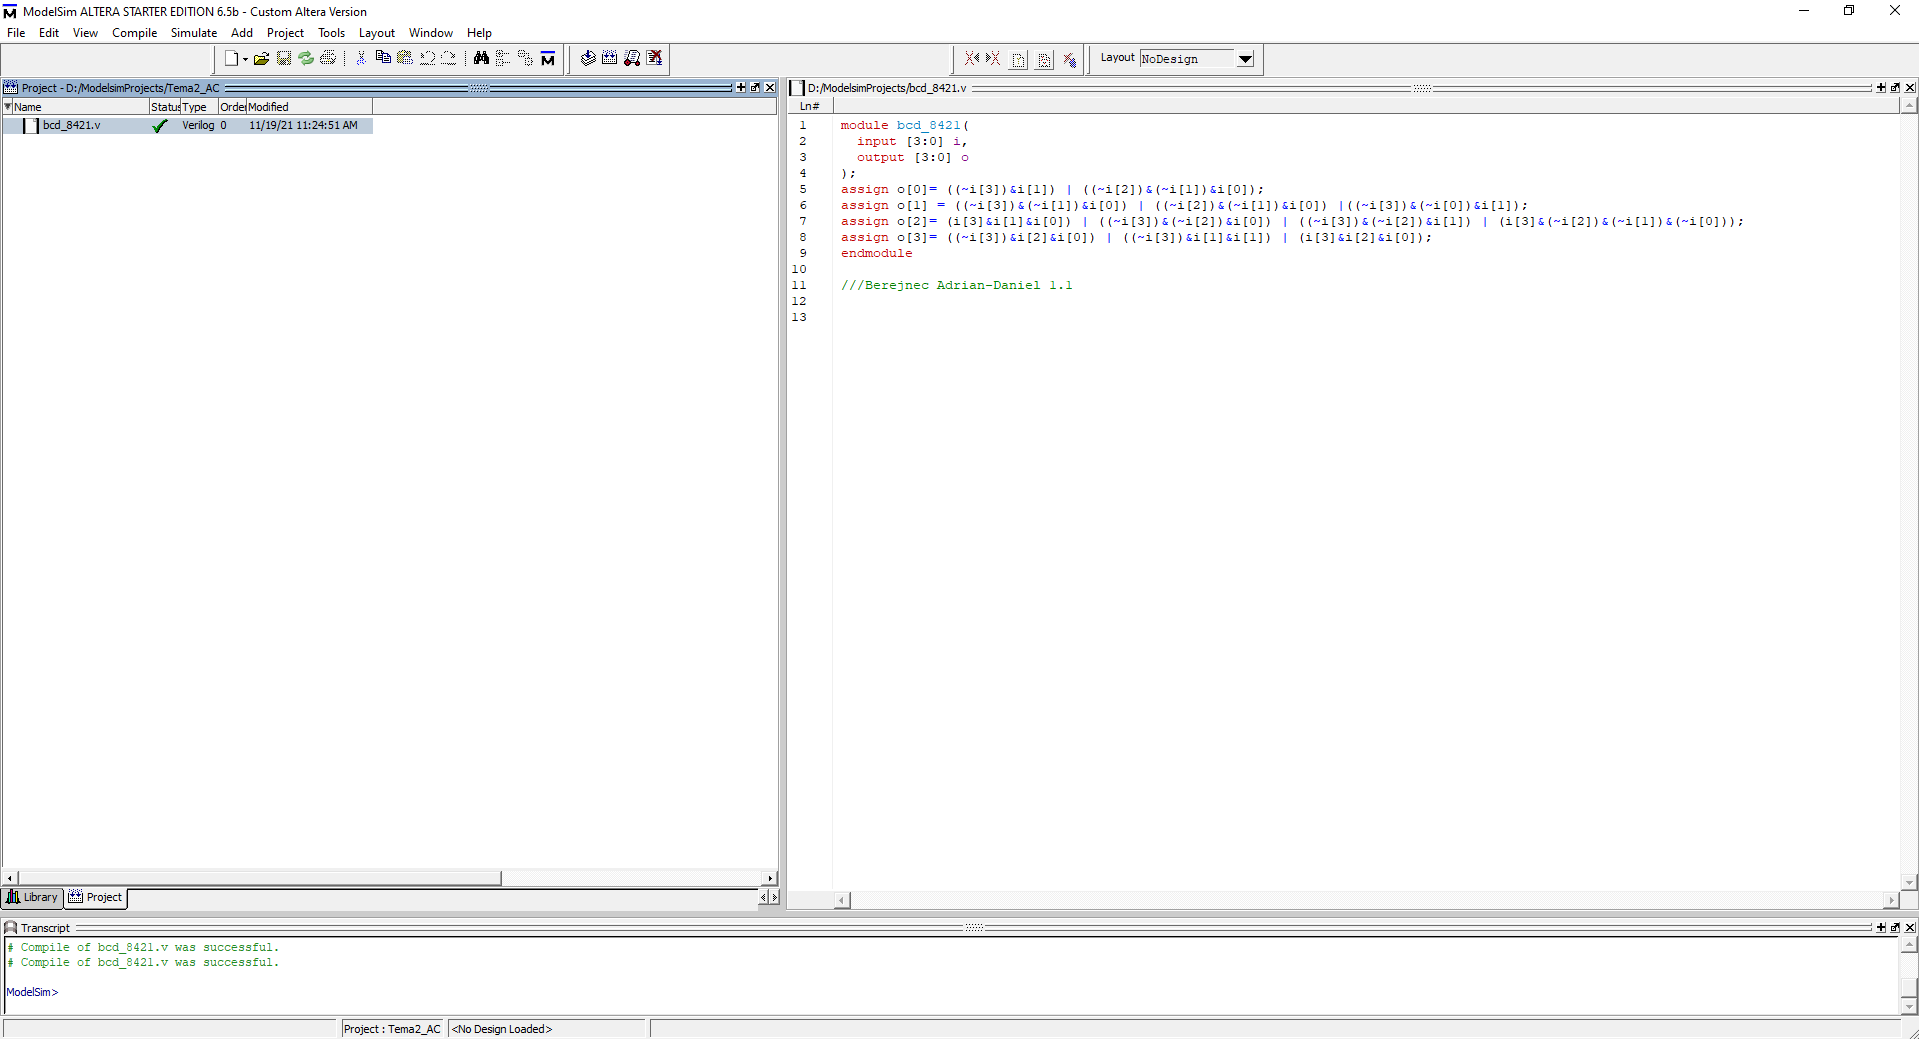 ModelSim ALTERA STARTER EDITION 6.5b - Custom Altera Version
File Edit View Compile Simulate Add Project Tools Layout Window Help
Layout NoDesign
Project - D:/ModelsimProjects/Tema2_AC
Name Status Type Order Modified
bcd_8421.v Verilog 0 11/19/21 11:24:51 AM
D:/ModelsimProjects/bcd_8421.v
Ln#
1 module bcd_8421(
2 input [3:0] i,
3 output [3:0] o
4 );
5 assign o[0]= ((~i[3])&i[1]) | ((~i[2])&(~i[1])&i[0]);
6 assign o[1] = ((~i[3])&(~i[1])&i[0]) | ((~i[2])&(~i[1])&i[0]) |((~i[3])&(~i[0])&i[1]);
7 assign o[2]= (i[3]&i[1]&i[0]) | ((~i[3])&(~i[2])&i[0]) | ((~i[3])&(~i[2])&i[1]) | (i[3]&(~i[2])&(~i[1])&(~i[0]));
8 assign o[3]= ((~i[3])&i[2]&i[0]) | ((~i[3])&i[1]&i[1]) | (i[3]&i[2]&i[0]);
9 endmodule
10
11 ///Berejnec Adrian-Daniel 1.1
12
13
Library Project
Transcript
# Compile of bcd_8421.v was successful.
# Compile of bcd_8421.v was successful.
ModelSim>
Project : Tema2_AC <No Design Loaded>